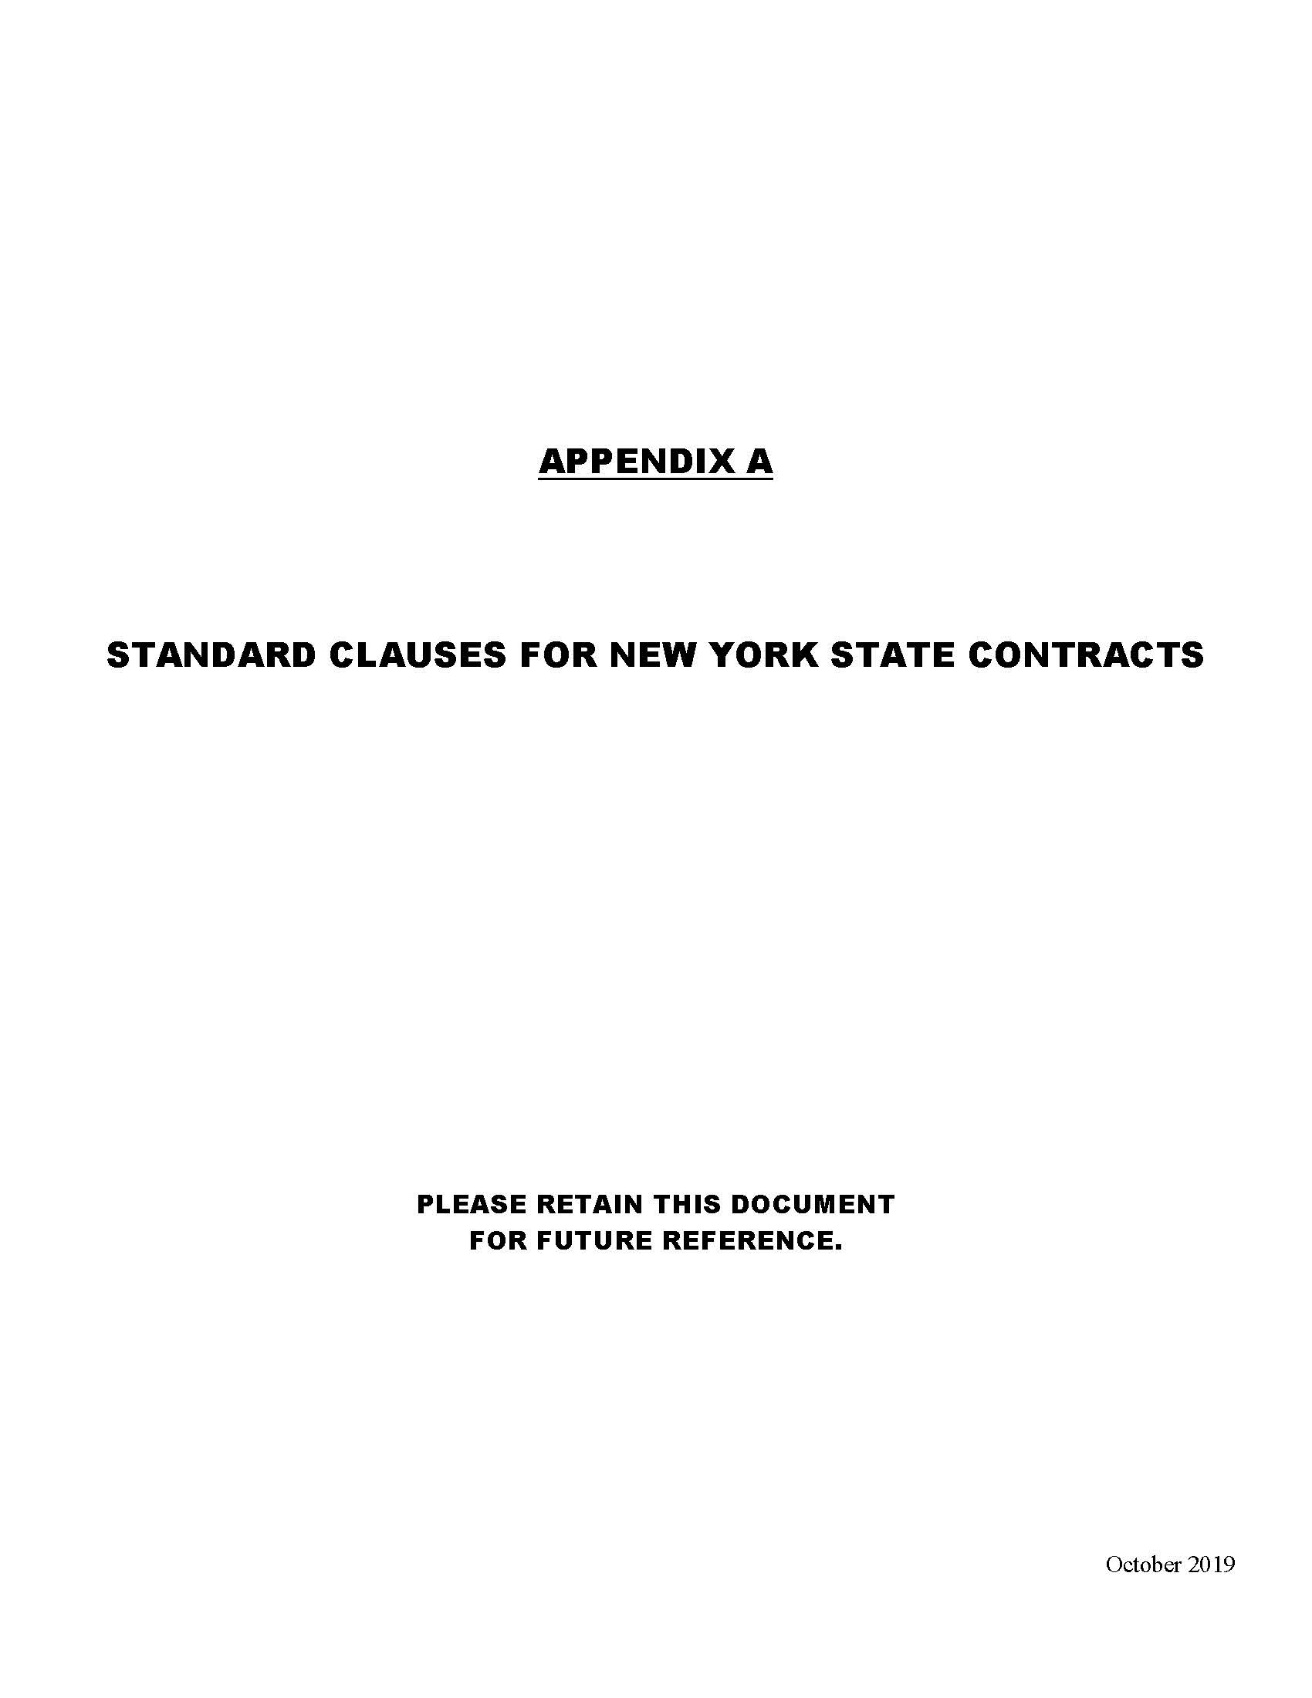 APPENDIX A
STANDARD CLAUSES FOR NEW YORK STATE CONTRACTS
PLEASE RETAIN THIS DOCUMENT
FOR FUTURE REFERENCE.
October 2019